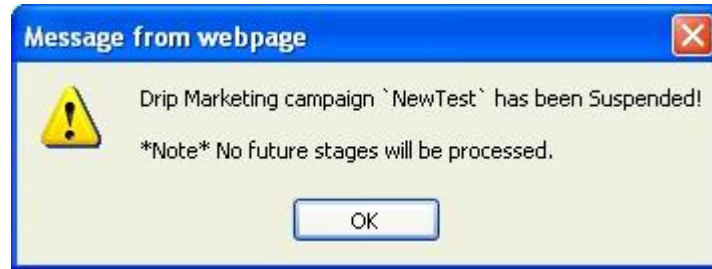 Message from webpage
Drip Marketing campaign `NewTest` has been Suspended!
*Note* No future stages will be processed.
OK